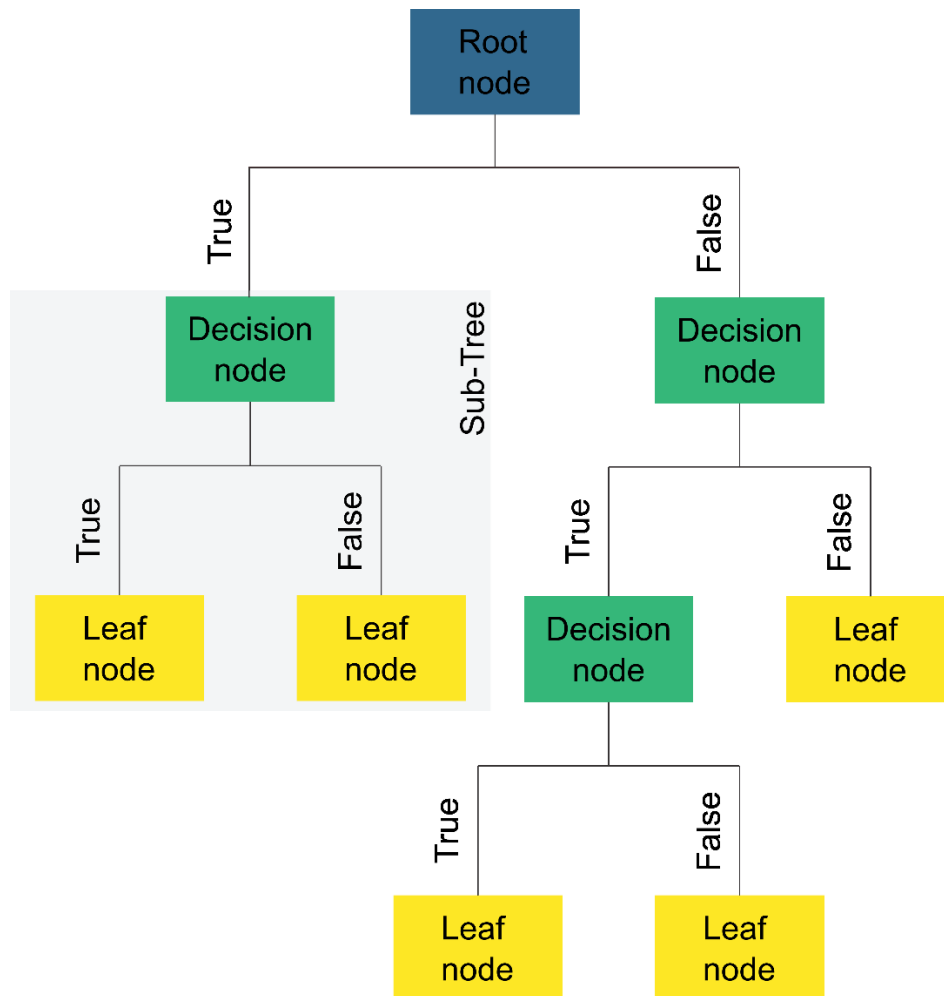 Root
node
True
False
Decision
node
Sub-Tree
Decision
node
True
False
True
False
Leaf
node
Leaf
node
Decision
node
Leaf
node
True
False
Leaf
node
Leaf
node